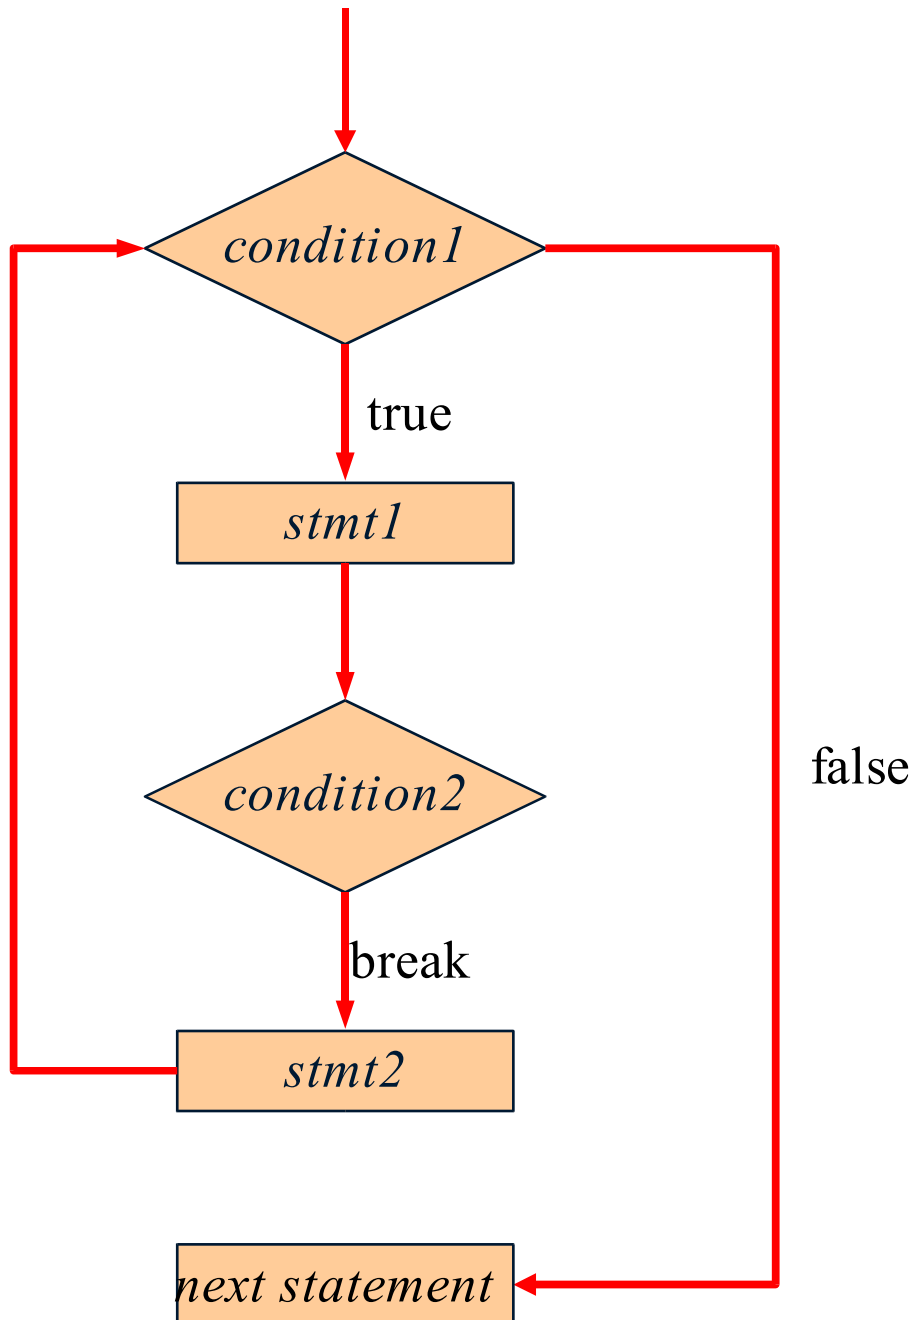 condition1
true
stmt1
condition2
false
break
stmt2
next statement